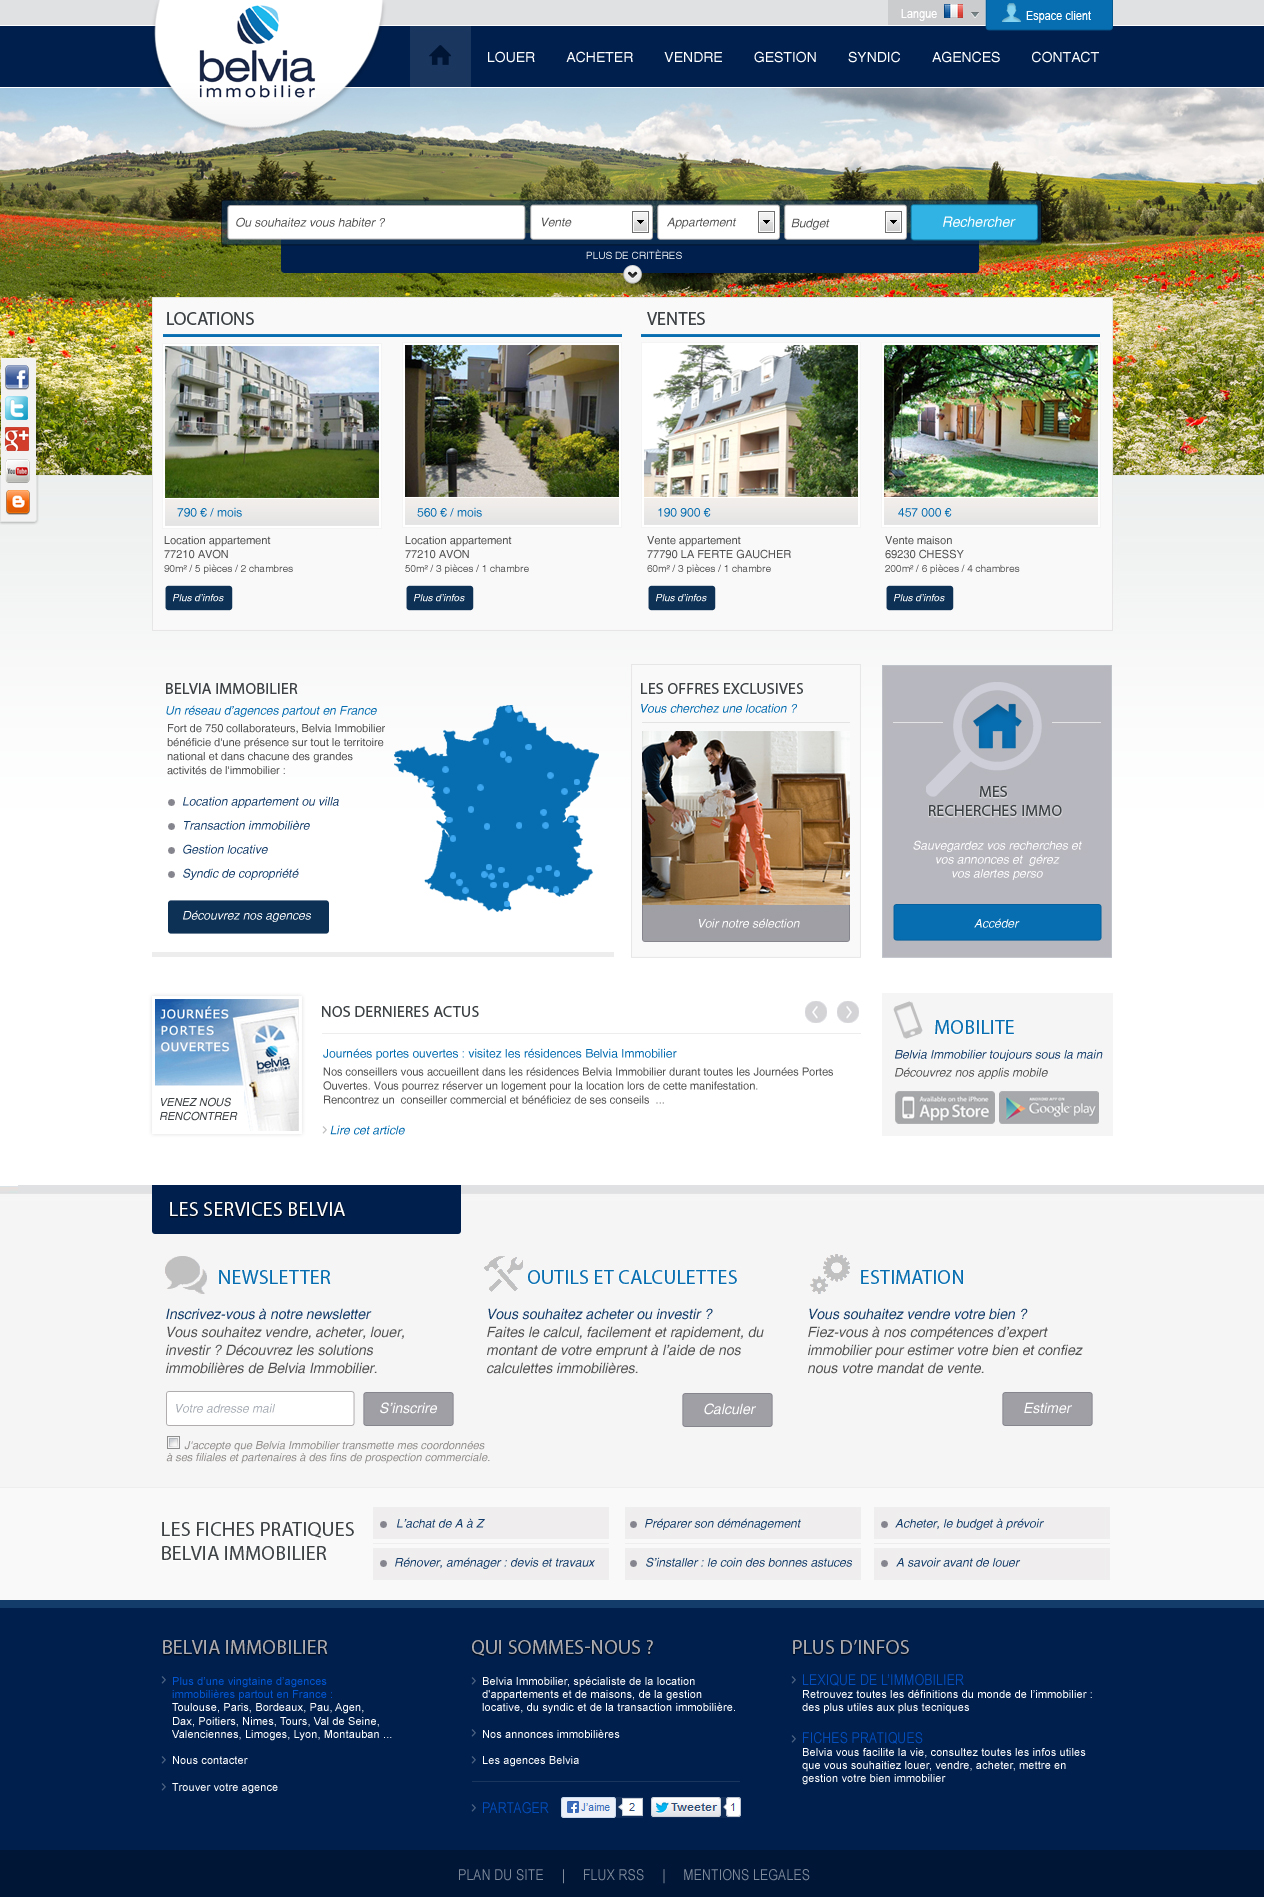 Langue
Espace client
belvia
immobilier
LOUER ACHETER VENDRE GESTION SYNDIC AGENCES CONTACT
Ou souhaitez vous habiter ?
Vente
Appartement
Budget
Rechercher
PLUS DE CRITÈRES
LOCATIONS
VENTES
790 € / mois
560 € / mois
190 900 €
457 000 €
Location appartement
77210 AVON
90m² / 5 pièces / 2 chambres
Plus d'infos
Location appartement
77210 AVON
50m² / 3 pièces / 1 chambre
Plus d'infos
Vente appartement
77790 LA FERTE GAUCHER
60m² / 3 pièces / 1 chambre
Plus d'infos
Vente maison
69230 CHESSY
200m² / 6 pièces / 4 chambres
Plus d'infos
You Tube
BELVIA IMMOBILIER
Un réseau d'agences partout en France
Fort de 750 collaborateurs, Belvia Immobilier
bénéficie d'une présence sur tout le territoire
national et dans chacune des grandes
activités de l'immobilier :
Location appartement ou villa
Transaction immobilière
Gestion locative
Syndic de copropriété
Découvrez nos agences
LES OFFRES EXCLUSIVES
Vous cherchez une location ?
Voir notre sélection
MES
RECHERCHES IMMO
Sauvegardez vos recherches et
vos annonces et gérez
vos alertes perso
Accéder
JOURNÉES
PORTES
OUVERTES
belvia
immobilier
VENEZ NOUS
RENCONTRER
NOS DERNIERES ACTUS
Journées portes ouvertes : visitez les résidences Belvia Immobilier
Nos conseillers vous accueillent dans les résidences Belvia Immobilier durant toutes les Journées Portes
Ouvertes. Vous pourrez réserver un logement pour la location lors de cette manifestation.
Rencontrez un conseiller commercial et bénéficiez de ses conseils ...
Lire cet article
MOBILITE
Belvia Immobilier toujours sous la main
Découvrez nos applis mobile
Available on the iPhone
App Store
Google play
LES SERVICES BELVIA
NEWSLETTER
Inscrivez-vous à notre newsletter
Vous souhaitez vendre, acheter, louer,
investir ? Découvrez les solutions
immobilières de Belvia Immobilier.
Votre adresse mail
S'inscrire
J'accepte que Belvia Immobilier transmette mes coordonnées
à ses filiales et partenaires à des fins de prospection commerciale.
OUTILS ET CALCULETTES
Vous souhaitez acheter ou investir ?
Faites le calcul, facilement et rapidement, du
montant de votre emprunt à l'aide de nos
calculettes immobilières.
Calculer
ESTIMATION
Vous souhaitez vendre votre bien ?
Fiez-vous à nos compétences d'expert
immobilier pour estimer votre bien et confiez
nous votre mandat de vente.
Estimer
LES FICHES PRATIQUES
BELVIA IMMOBILIER
L'achat de A à Z
Préparer son déménagement
Acheter, le budget à prévoir
Rénover, aménager : devis et travaux
S'installer : le coin des bonnes astuces
A savoir avant de louer
BELVIA IMMOBILIER
Plus d'une vingtaine d'agences
immobilières partout en France :
Toulouse, Paris, Bordeaux, Pau, Agen,
Dax, Poitiers, Nimes, Tours, Val de Seine,
Valenciennes, Limoges, Lyon, Montauban ...
Nous contacter
Trouver votre agence
QUI SOMMES-NOUS ?
Belvia Immobilier, spécialiste de la location
d'appartements et de maisons, de la gestion
locative, du syndic et de la transaction immobilière.
Nos annonces immobilières
Les agences Belvia
PARTAGER
J'aime
2
Tweeter
1
PLUS D'INFOS
LEXIQUE DE L'IMMOBILIER
Retrouvez toutes les définitions du monde de l'immobilier :
des plus utiles aux plus tecniques
FICHES PRATIQUES
Belvia vous facilite la vie, consultez toutes les infos utiles
que vous souhaitiez louer, vendre, acheter, mettre en
gestion votre bien immobilier
PLAN DU SITE | FLUX RSS | MENTIONS LEGALES